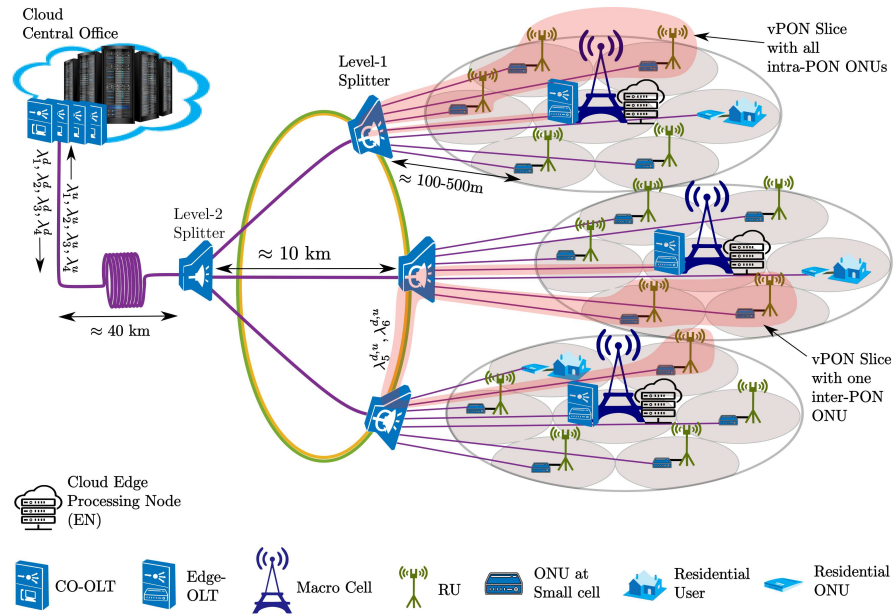 Cloud
Central Office
Level-1
Splitter
vPON Slice
with all
intra-PON ONUs
≈ 100-500m
λ₁ᵈ, λ₂ᵈ, λ₃ᵈ, λ₄ᵈ
λ₁ᵘ, λ₂ᵘ, λ₃ᵘ, λ₄ᵘ
Level-2
Splitter
≈ 10 km
≈ 40 km
λ₅ᵈ,ᵘ, λ₆ᵈ,ᵘ
vPON Slice
with one
inter-PON
ONU
Cloud Edge
Processing Node
(EN)
CO-OLT
Edge-
OLT
Macro Cell
RU
ONU at
Small cell
Residential
User
Residential
ONU